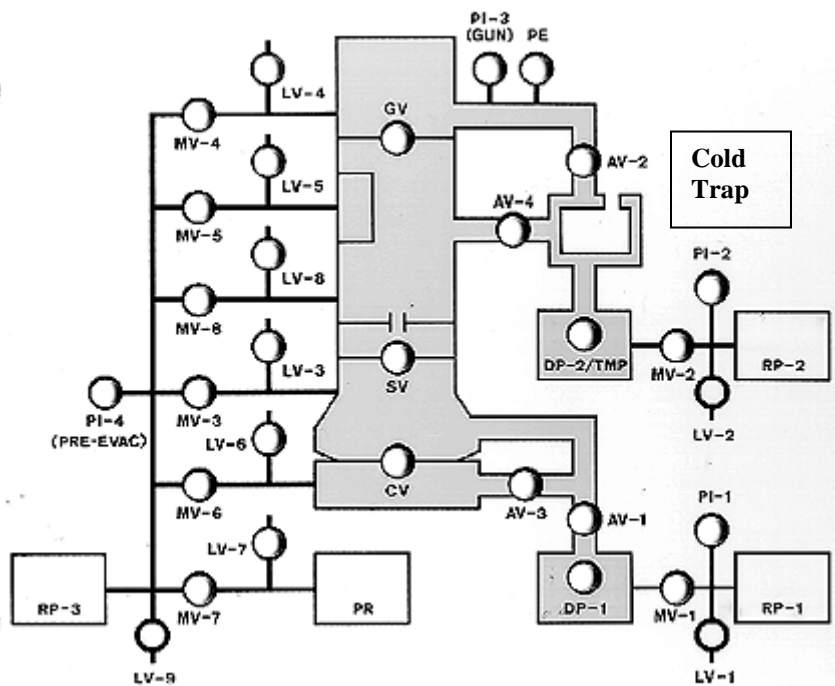 PI-3
(GUN)
PE
LV-4
GV
MV-4
AV-2
Cold
Trap
LV-5
AV-4
MV-5
PI-2
LV-8
MV-8
DP-2/TMP
MV-2
RP-2
LV-3
SV
PI-4
(PRE-EVAC)
MV-3
LV-2
LV-6
CV
PI-1
MV-6
AV-3
AV-1
LV-7
RP-3
MV-7
PR
DP-1
MV-1
RP-1
LV-9
LV-1